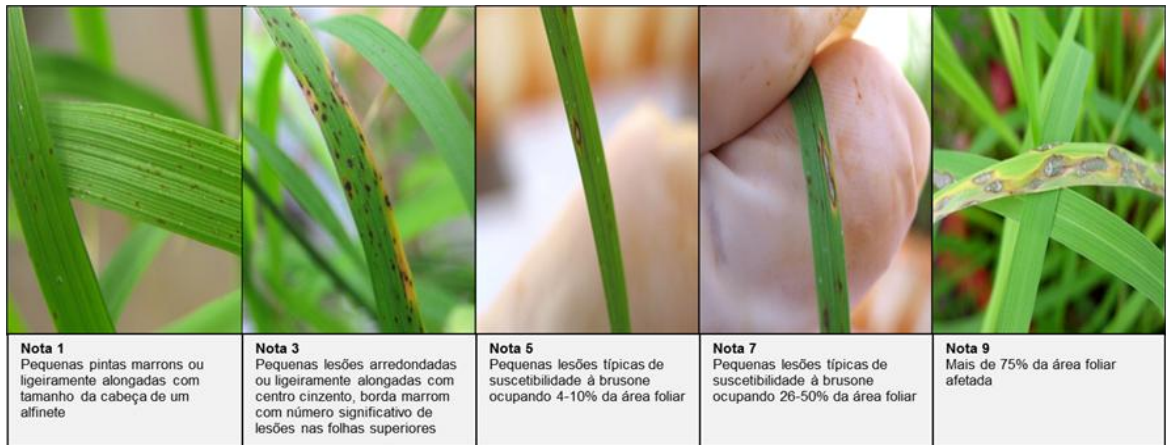 Nota 1
Pequenas pintas marrons ou
ligeiramente alongadas com
tamanho da cabeça de um
alfinete
Nota 3
Pequenas lesões arredondadas
ou ligeiramente alongadas com
centro cinzento, borda marrom
com número significativo de
lesões nas folhas superiores
Nota 5
Pequenas lesões típicas de
suscetibilidade à brusone
ocupando 4-10% da área foliar
Nota 7
Pequenas lesões típicas de
suscetibilidade à brusone
ocupando 26-50% da área foliar
Nota 9
Mais de 75% da área foliar
afetada